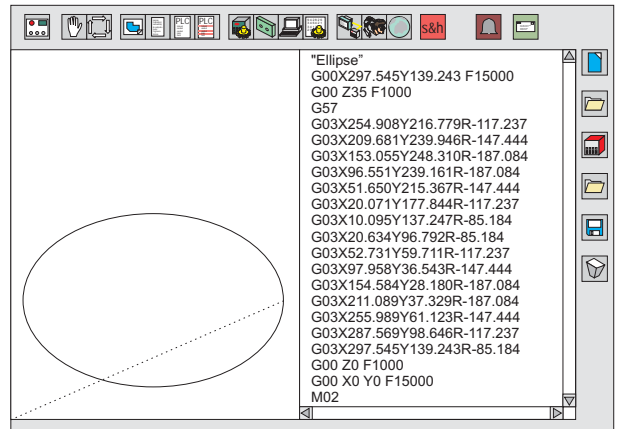 PLC
PLC
s&h
"Ellipse”
G00X297.545Y139.243 F15000
G00 Z35 F1000
G57
G03X254.908Y216.779R-117.237
G03X209.681Y239.946R-147.444
G03X153.055Y248.310R-187.084
G03X96.551Y239.161R-187.084
G03X51.650Y215.367R-147.444
G03X20.071Y177.844R-117.237
G03X10.095Y137.247R-85.184
G03X20.634Y96.792R-85.184
G03X52.731Y59.711R-117.237
G03X97.958Y36.543R-147.444
G03X154.584Y28.180R-187.084
G03X211.089Y37.329R-187.084
G03X255.989Y61.123R-147.444
G03X287.569Y98.646R-117.237
G03X297.545Y139.243R-85.184
G00 Z0 F1000
G00 X0 Y0 F15000
M02